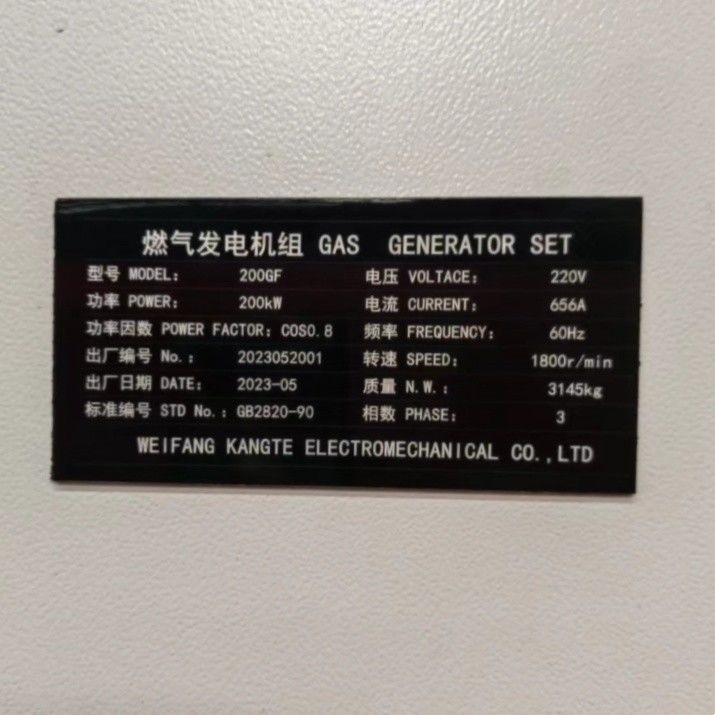 燃气发电机组 GAS GENERATOR SET
型号 MODEL: 200GF 电压 VOLTACE: 220V
功率 POWER: 200kW 电流 CURRENT: 656A
功率因数 POWER FACTOR: COS0.8 频率 FREQUENCY: 60Hz
出厂编号 No.: 2023052001 转速 SPEED: 1800r/min
出厂日期 DATE: 2023-05 质量 N.W.: 3145kg
标准编号 STD No.: GB2820-90 相数 PHASE: 3
WEIFANG KANGTE ELECTROMECHANICAL CO.,LTD